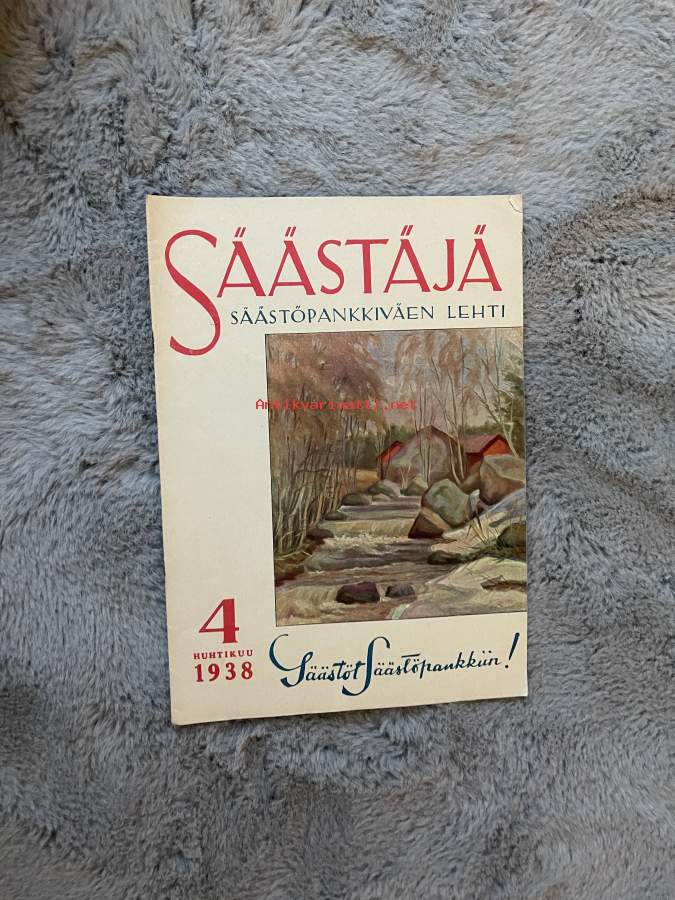 SÄÄSTÄJÄ
SÄÄSTÖPANKKIVÄEN LEHTI
Antikvariaatti.net
4
HUHTIKUU
1938
Säästöt Säästöpankkiin!